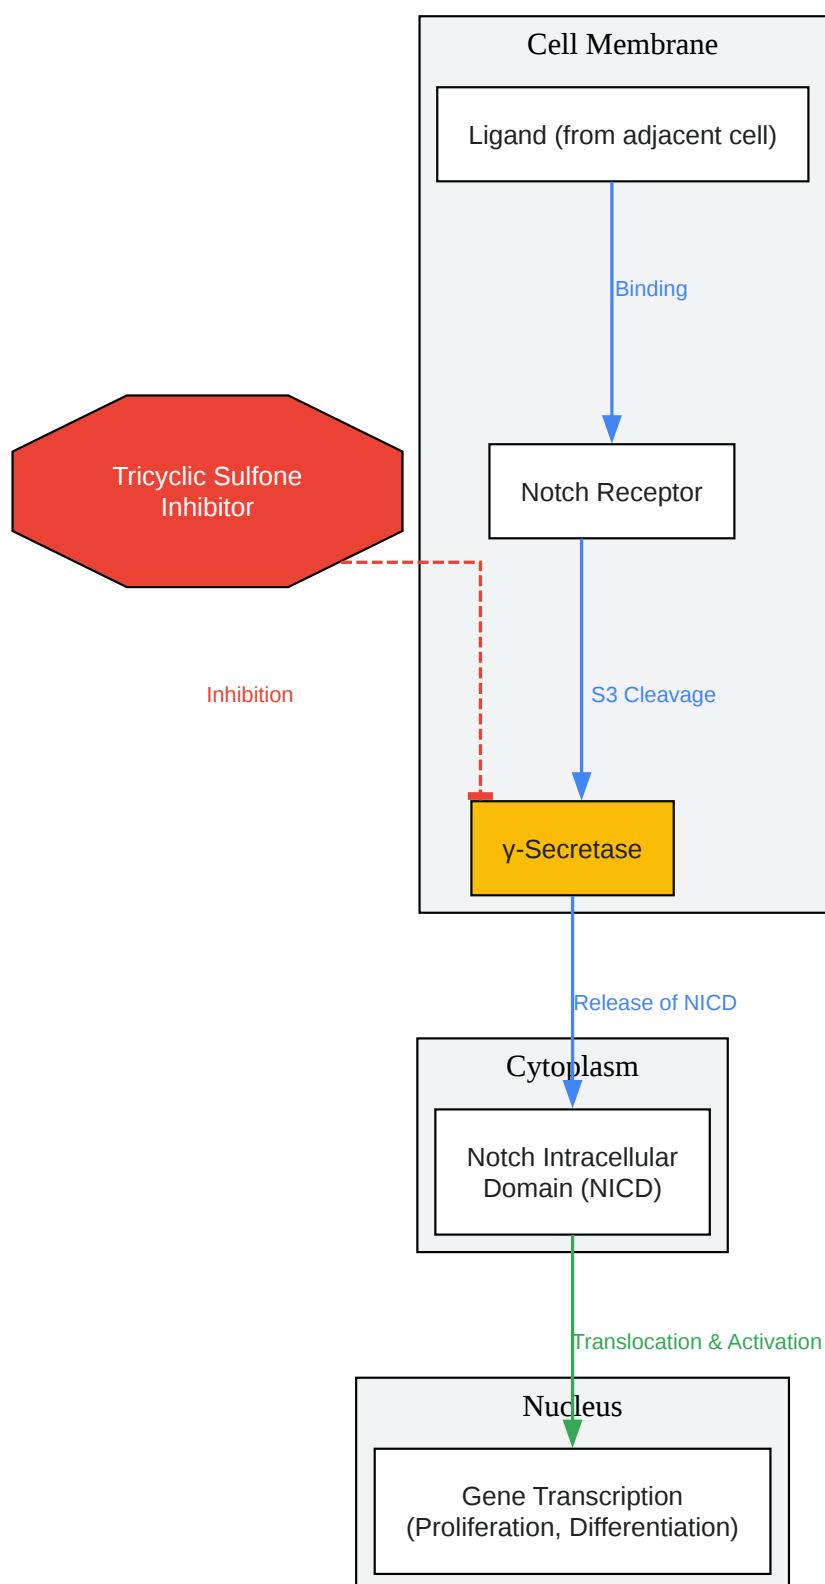 Cell Membrane
Ligand (from adjacent cell)
Binding
Tricyclic Sulfone
Inhibitor
Notch Receptor
Inhibition
S3 Cleavage
γ-Secretase
Release of NICD
Cytoplasm
Notch Intracellular
Domain (NICD)
Translocation & Activation
Nucleus
Gene Transcription
(Proliferation, Differentiation)